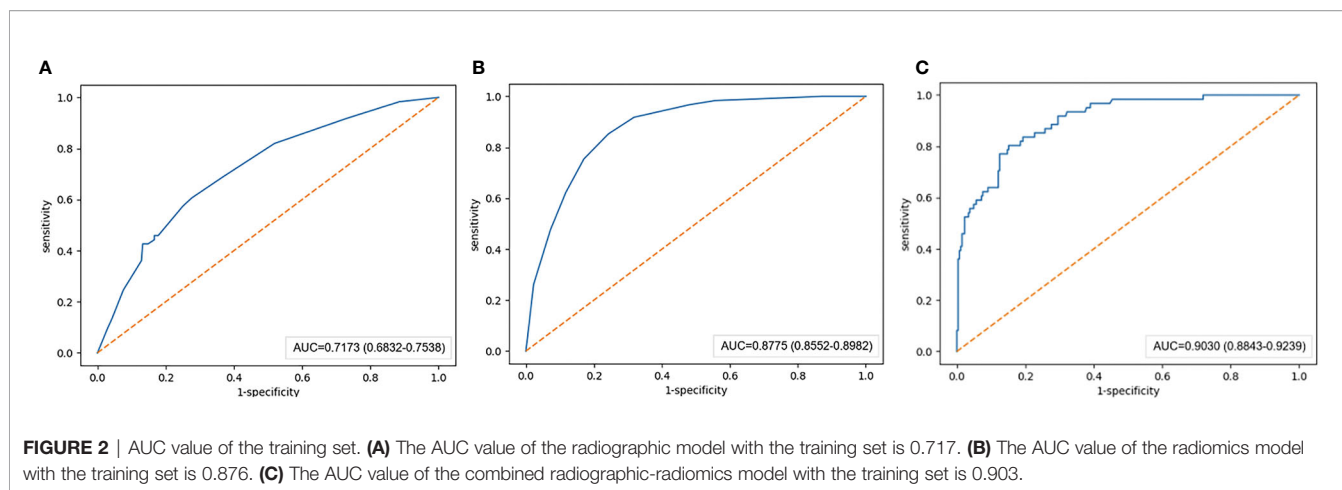 A
1.0
0.8
0.6
0.4
0.2
0.0
sensitivity
0.0 0.2 0.4 0.6 0.8 1.0
1-specificity
AUC=0.7173 (0.6832-0.7538)
B
1.0
0.8
0.6
0.4
0.2
0.0
sensitivity
0.0 0.2 0.4 0.6 0.8 1.0
1-specificity
AUC=0.8775 (0.8552-0.8982)
C
1.0
0.8
0.6
0.4
0.2
0.0
sensitivity
0.0 0.2 0.4 0.6 0.8 1.0
1-specificity
AUC=0.9030 (0.8843-0.9239)
FIGURE 2 | AUC value of the training set. (A) The AUC value of the radiographic model with the training set is 0.717. (B) The AUC value of the radiomics model
with the training set is 0.876. (C) The AUC value of the combined radiographic-radiomics model with the training set is 0.903.